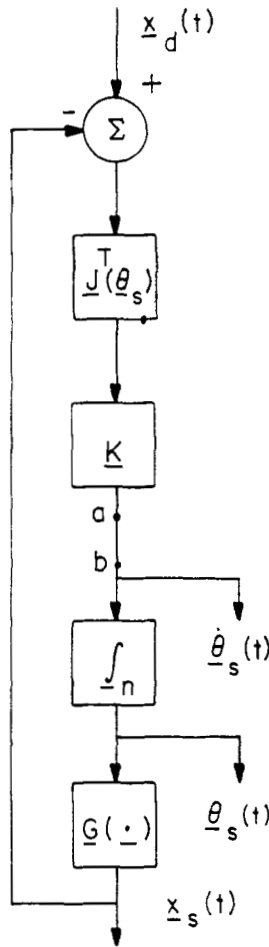 x_d(t)
+
-
Σ
J^T(θ_s)
K
a
b
θ̇_s(t)
∫_n
θ_s(t)
G(·)
x_s(t)